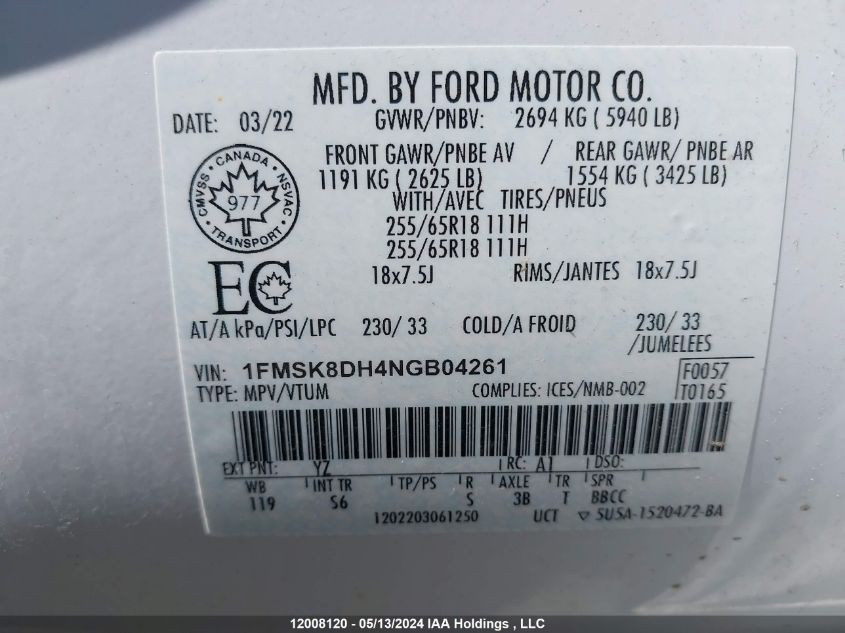 MFD. BY FORD MOTOR CO.
DATE: 03/22 GVWR/PNBV: 2694 KG ( 5940 LB)
FRONT GAWR/PNBE AV / REAR GAWR/ PNBE AR
1191 KG ( 2625 LB) 1554 KG ( 3425 LB)
WITH/AVEC TIRES/PNEUS
255/65R18 111H
255/65R18 111H
18x7.5J RIMS/JANTES 18x7.5J
CANADA
CMVSS 977 NSVAC
TRANSPORT
EC
AT/A kPa/PSI/LPC 230/ 33 COLD/A FROID 230/ 33
/JUMELEES
VIN: 1FMSK8DH4NGB04261 F0057
TYPE: MPV/VTUM COMPLIES: ICES/NMB-002 T0165
EXT PNT: YZ RC: A1 DSO:
WB INT TR TP/PS R AXLE TR SPR
119 S6 S 3B T BBCC
1202203061250 UCT ▽ SU5A-1520472-BA
12008120 - 05/13/2024 IAA Holdings , LLC